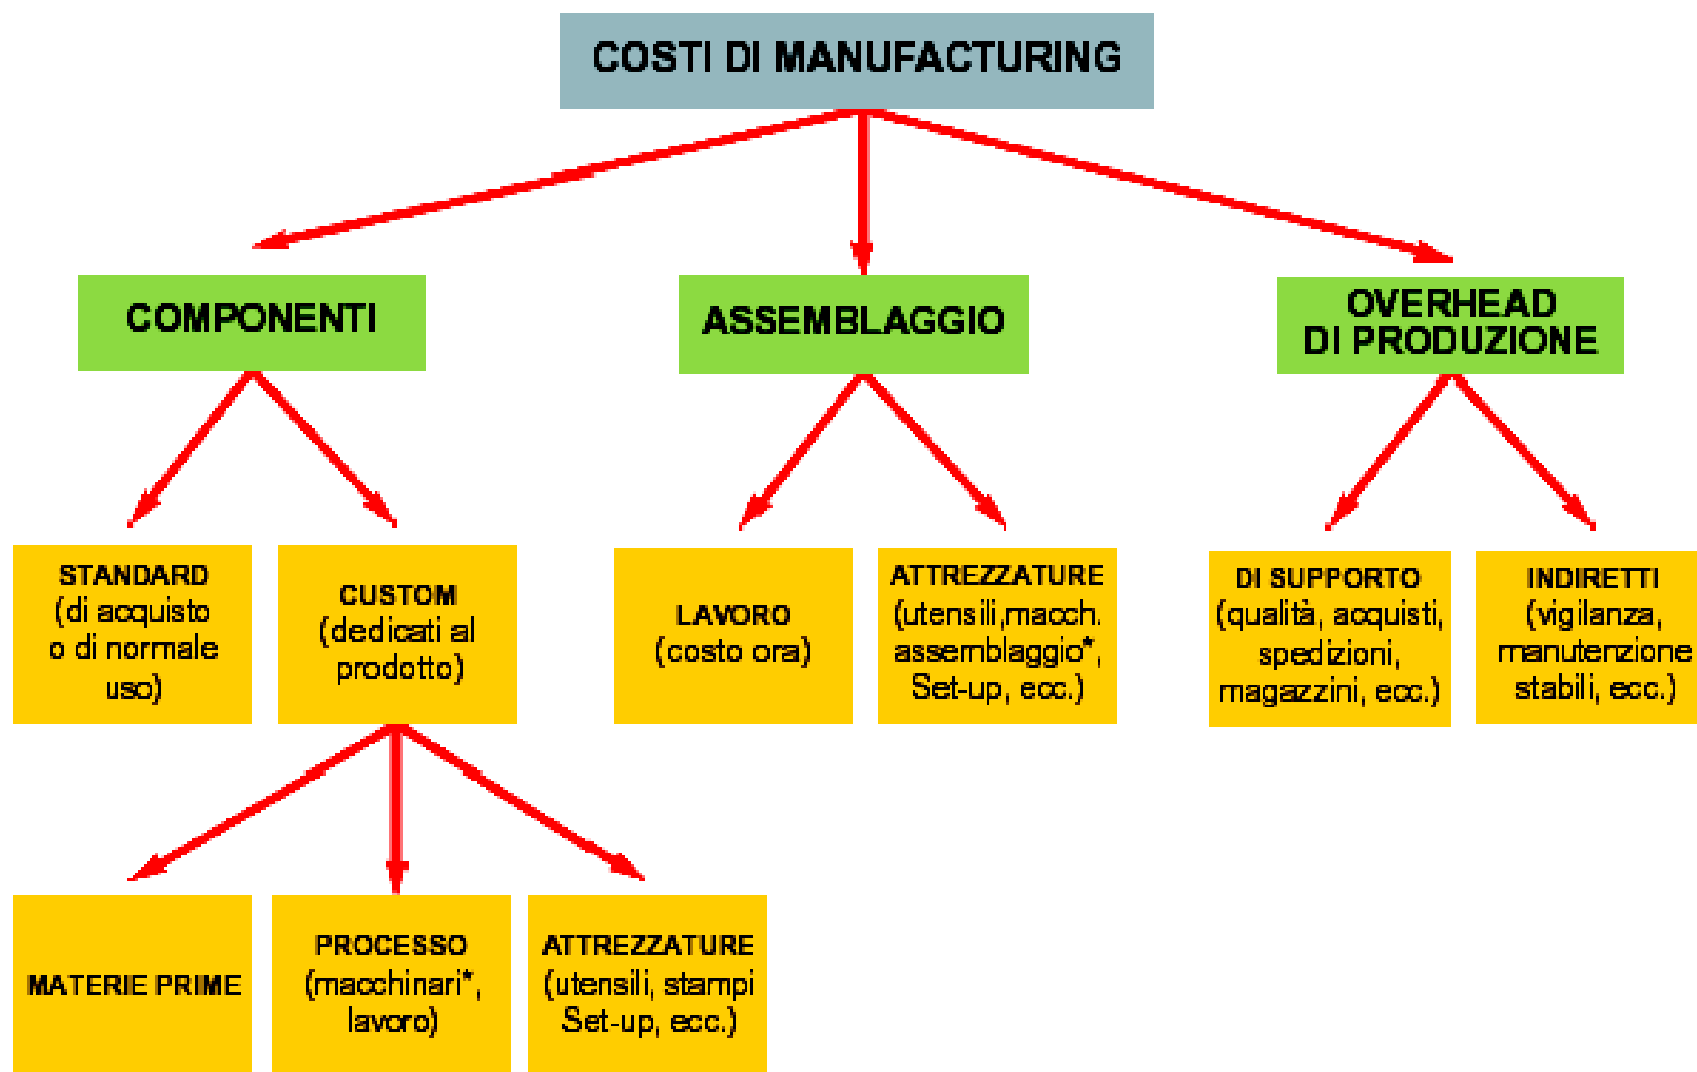 COSTI DI MANUFACTURING
COMPONENTI
ASSEMBLAGGIO
OVERHEAD
DI PRODUZIONE
STANDARD
(di acquisto
o di normale
uso)
CUSTOM
(dedicati al
prodotto)
LAVORO
(costo ora)
ATTREZZATURE
(utensili,macch.
assemblaggio*,
Set-up, ecc.)
DI SUPPORTO
(qualità, acquisti,
spedizioni,
magazzini, ecc.)
INDIRETTI
(vigilanza,
manutenzione
stabili, ecc.)
MATERIE PRIME
PROCESSO
(macchinari*,
lavoro)
ATTREZZATURE
(utensili, stampi
Set-up, ecc.)